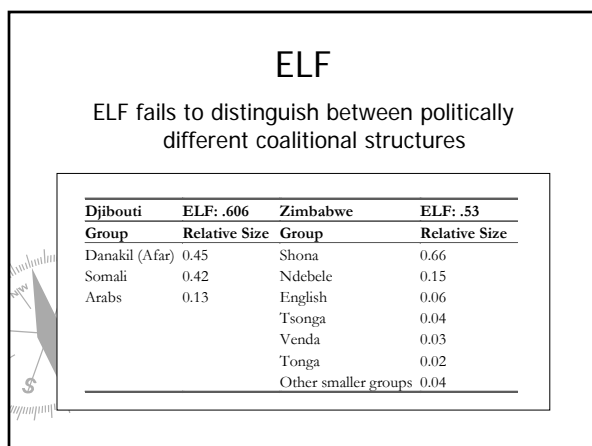 ELF
ELF fails to distinguish between politically
different coalitional structures
Djibouti ELF: .606 Zimbabwe ELF: .53
Group Relative Size Group Relative Size
Danakil (Afar) 0.45 Shona 0.66
Somali 0.42 Ndebele 0.15
Arabs 0.13 English 0.06
Tsonga 0.04
Venda 0.03
Tonga 0.02
Other smaller groups 0.04
NW
S